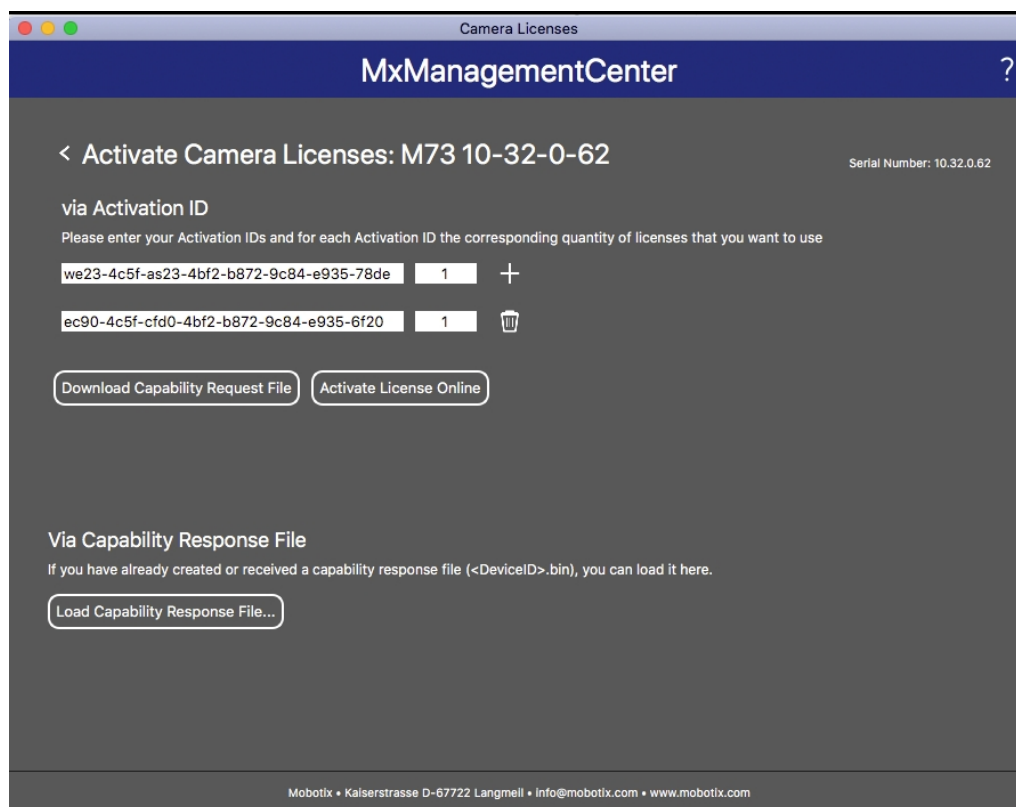 Camera Licenses
MxManagementCenter ?
< Activate Camera Licenses: M73 10-32-0-62
Serial Number: 10.32.0.62
via Activation ID
Please enter your Activation IDs and for each Activation ID the corresponding quantity of licenses that you want to use
we23-4c5f-as23-4bf2-b872-9c84-e935-78de 1 +
ec90-4c5f-cfd0-4bf2-b872-9c84-e935-6f20 1
Download Capability Request File Activate License Online
Via Capability Response File
If you have already created or received a capability response file (<DeviceID>.bin), you can load it here.
Load Capability Response File...
Mobotix • Kaiserstrasse D-67722 Langmeil • info@mobotix.com • www.mobotix.com